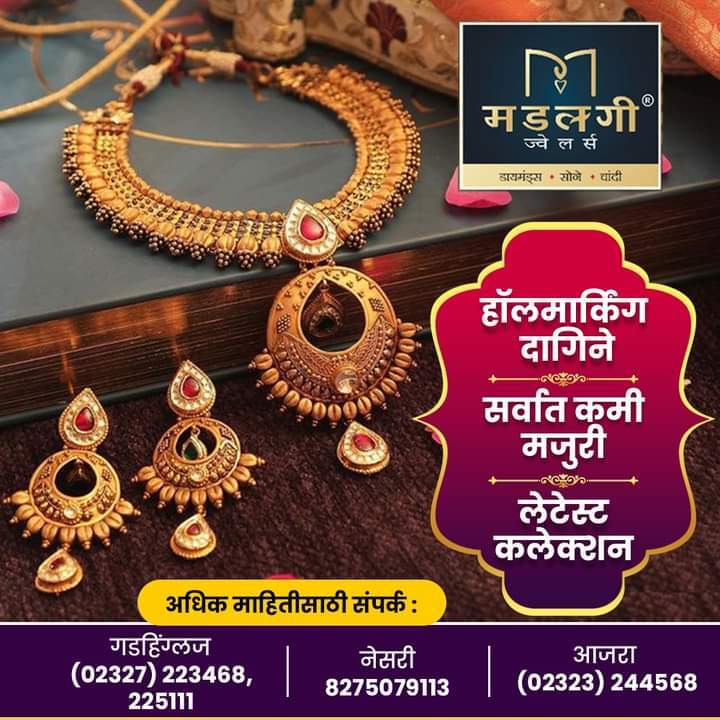 मडलगी®
ज्वेलर्स
डायमंड्स • सोने • चांदी
हॉलमार्किंग
दागिने
सर्वात कमी
मजुरी
लेटेस्ट
कलेक्शन
अधिक माहितीसाठी संपर्क :
गडहिंग्लज
(02327) 223468,
225111
नेसरी
8275079113
आजरा
(02323) 244568